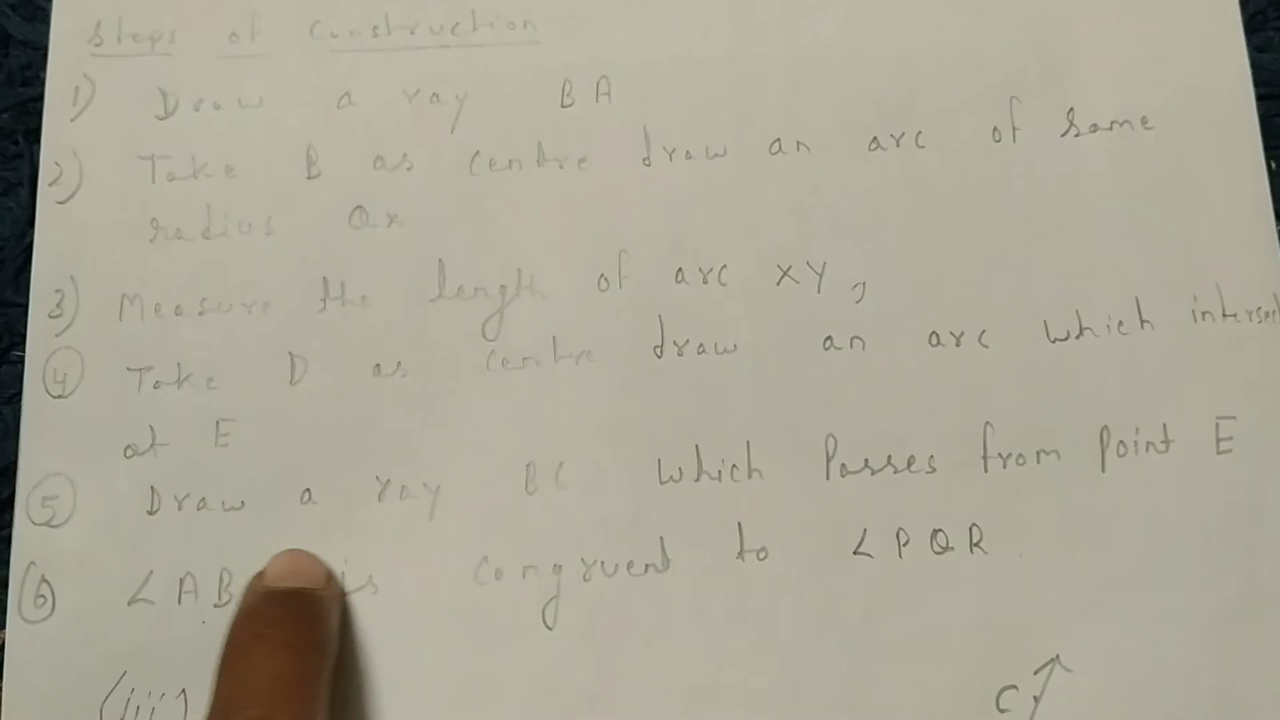 Steps of Construction
1) Draw a ray BA
2) Take B as centre draw an arc of same
radius Qx
3) Measure the length of arc XY,
4 Take D as centre draw an arc which intersec
at E
5 Draw a ray BC which Passes from point E
6 ∠AB is congruent to ∠PQR.
(iii)
C